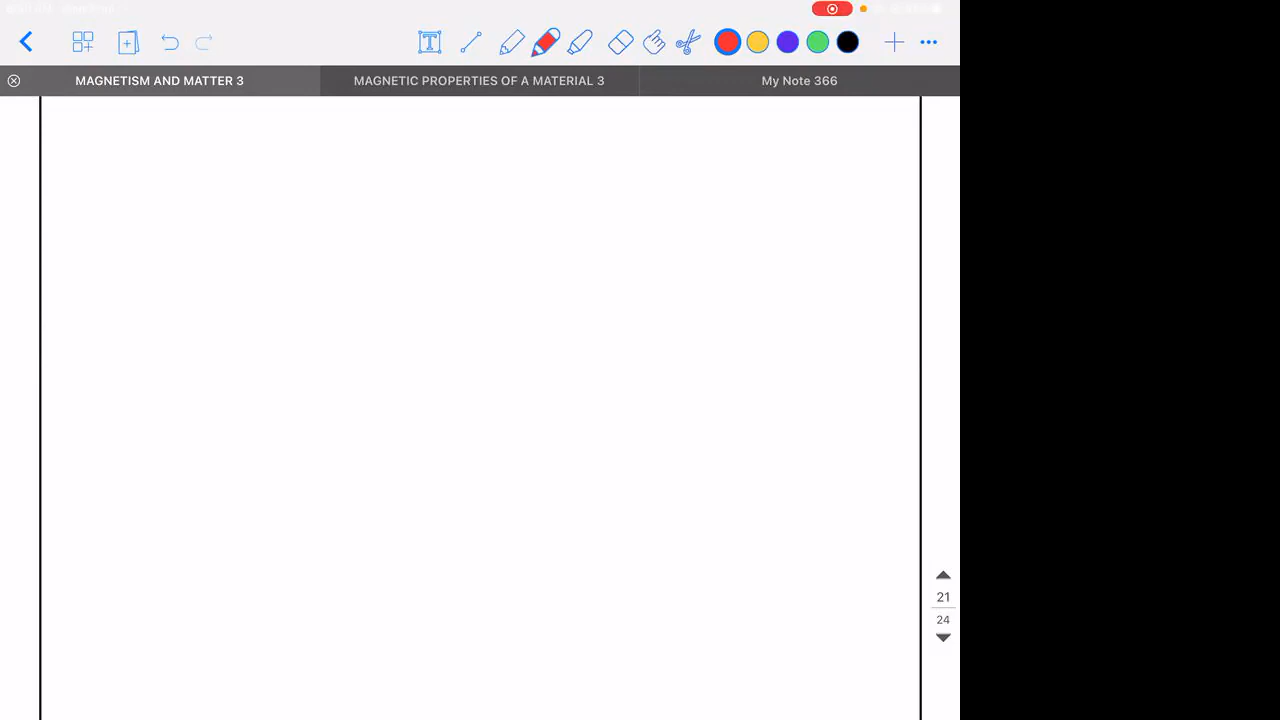 T
MAGNETISM AND MATTER 3
MAGNETIC PROPERTIES OF A MATERIAL 3
My Note 366
21
24